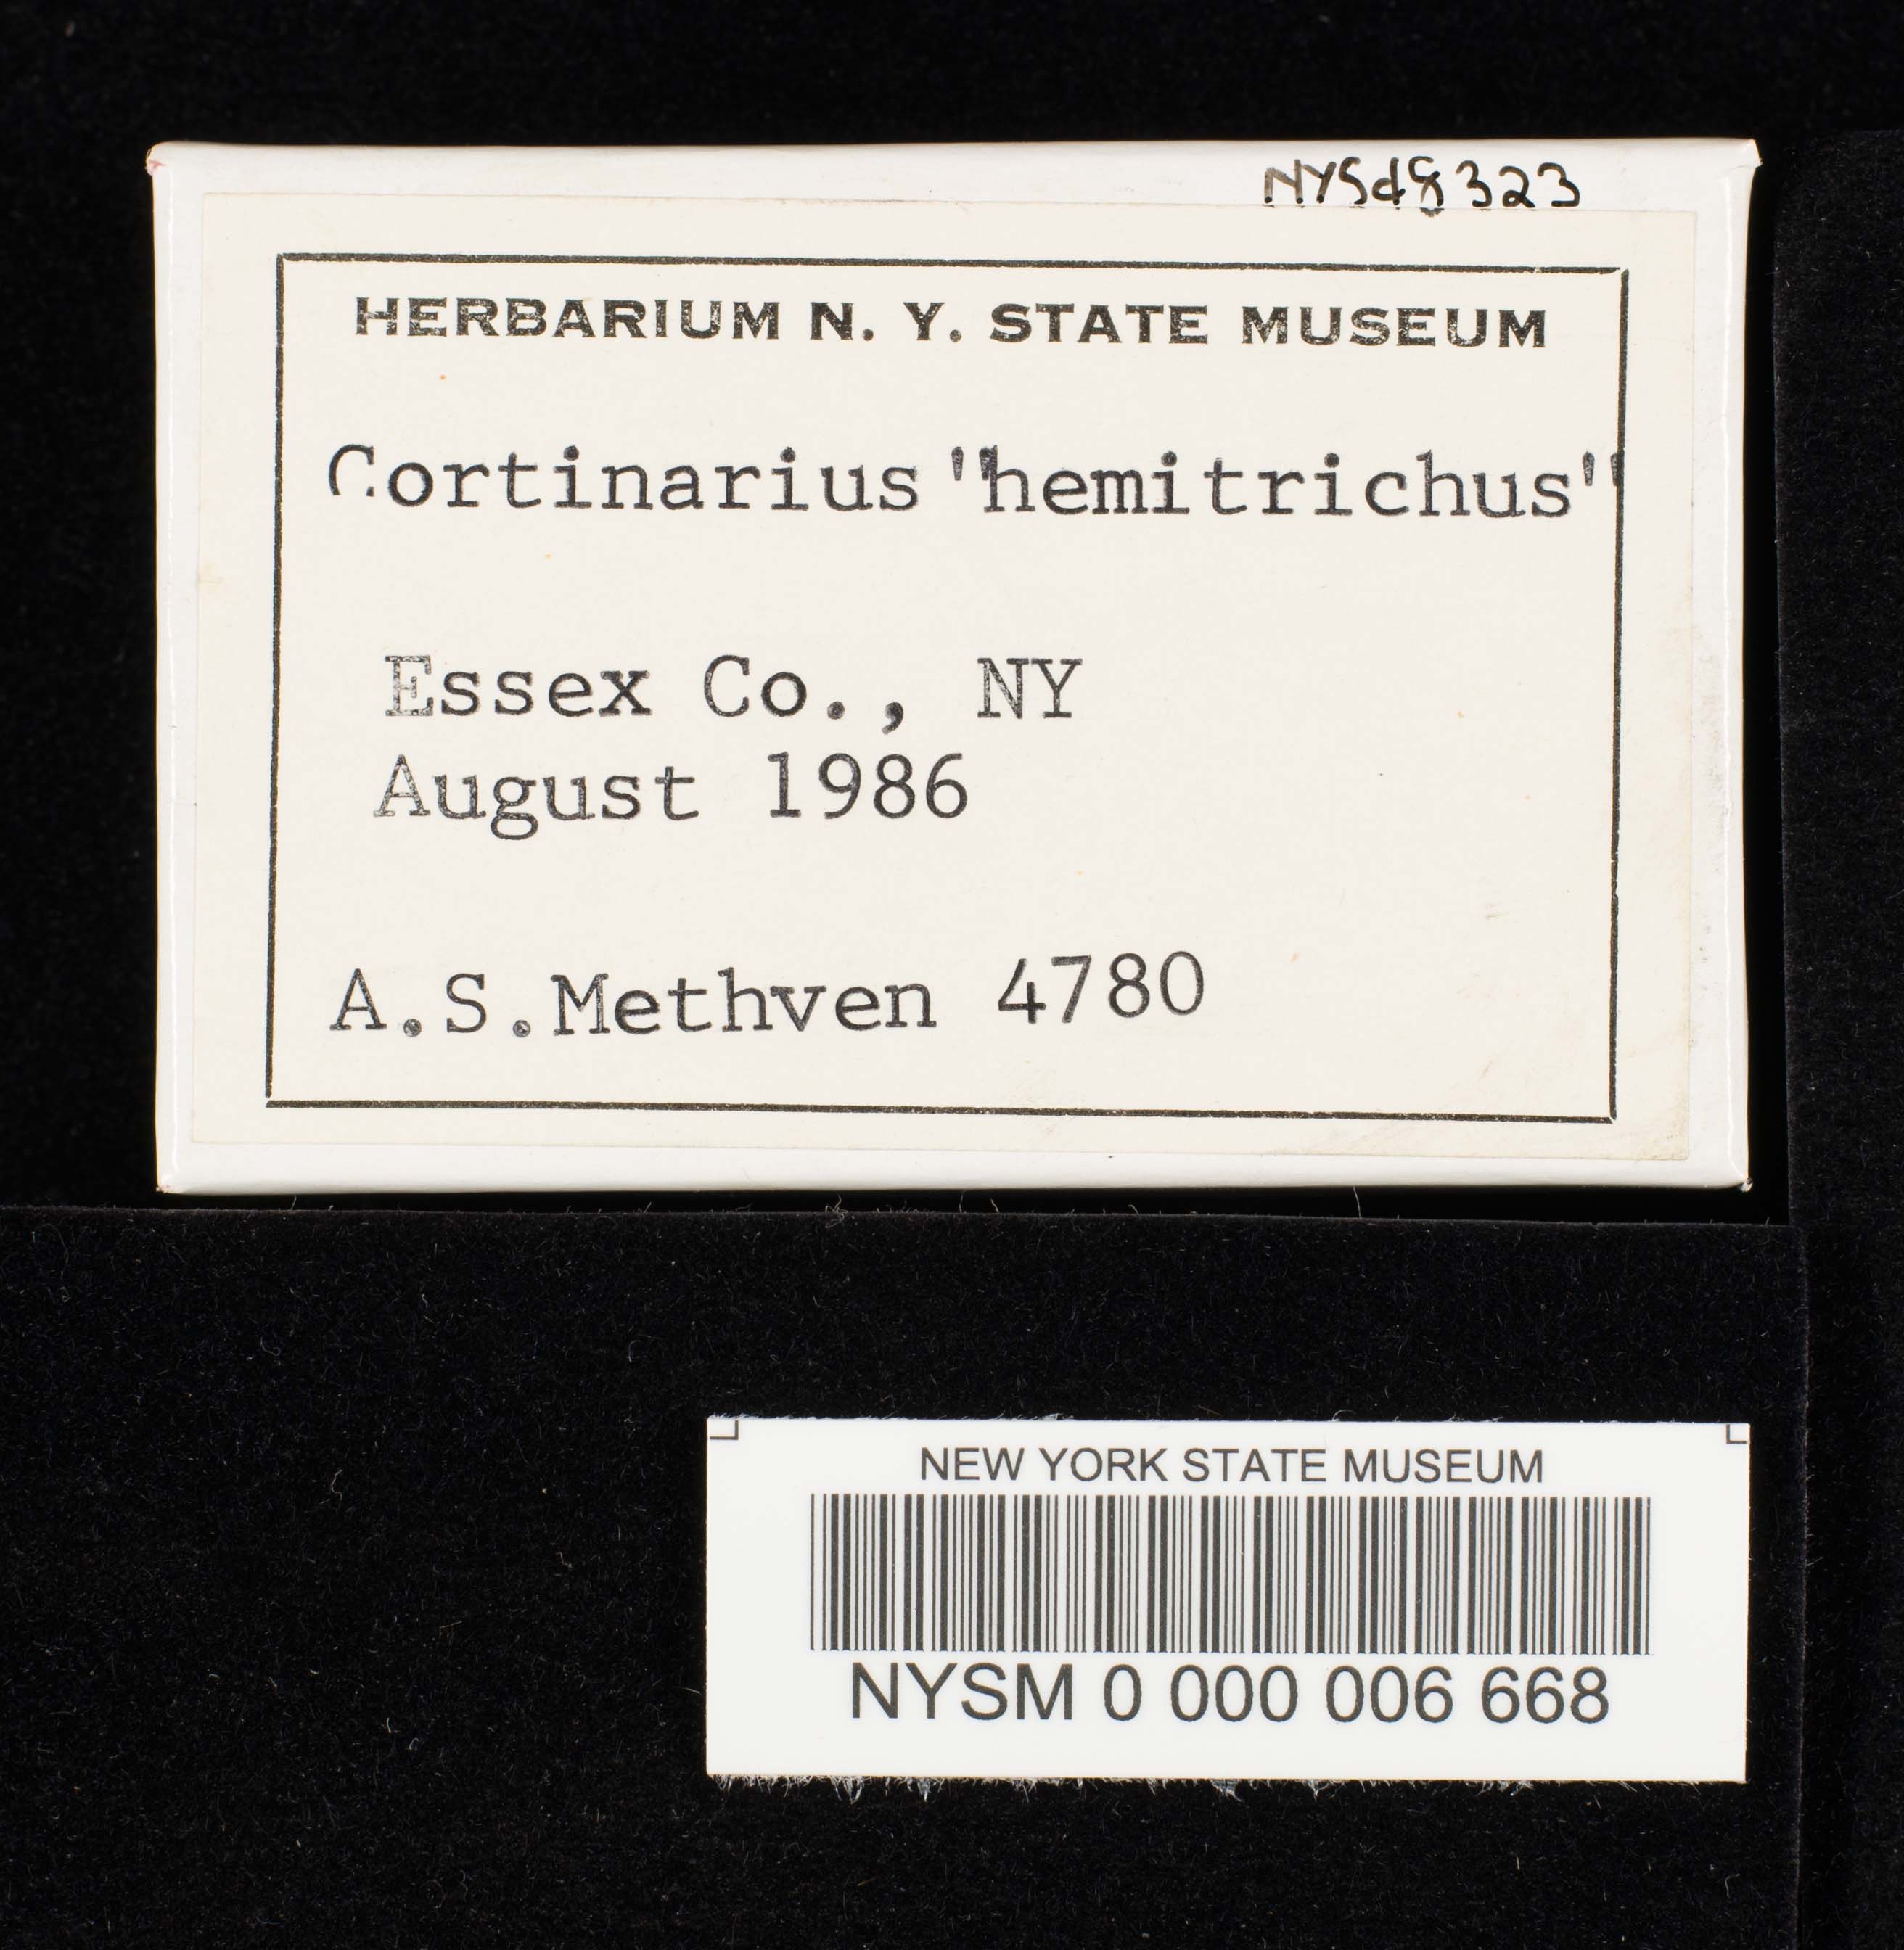 NYSd8323
HERBARIUM N. Y. STATE MUSEUM
Cortinarius "hemitrichus"
Essex Co., NY
August 1986
A.S.Methven 4780
NEW YORK STATE MUSEUM
NYSM 0 000 006 668